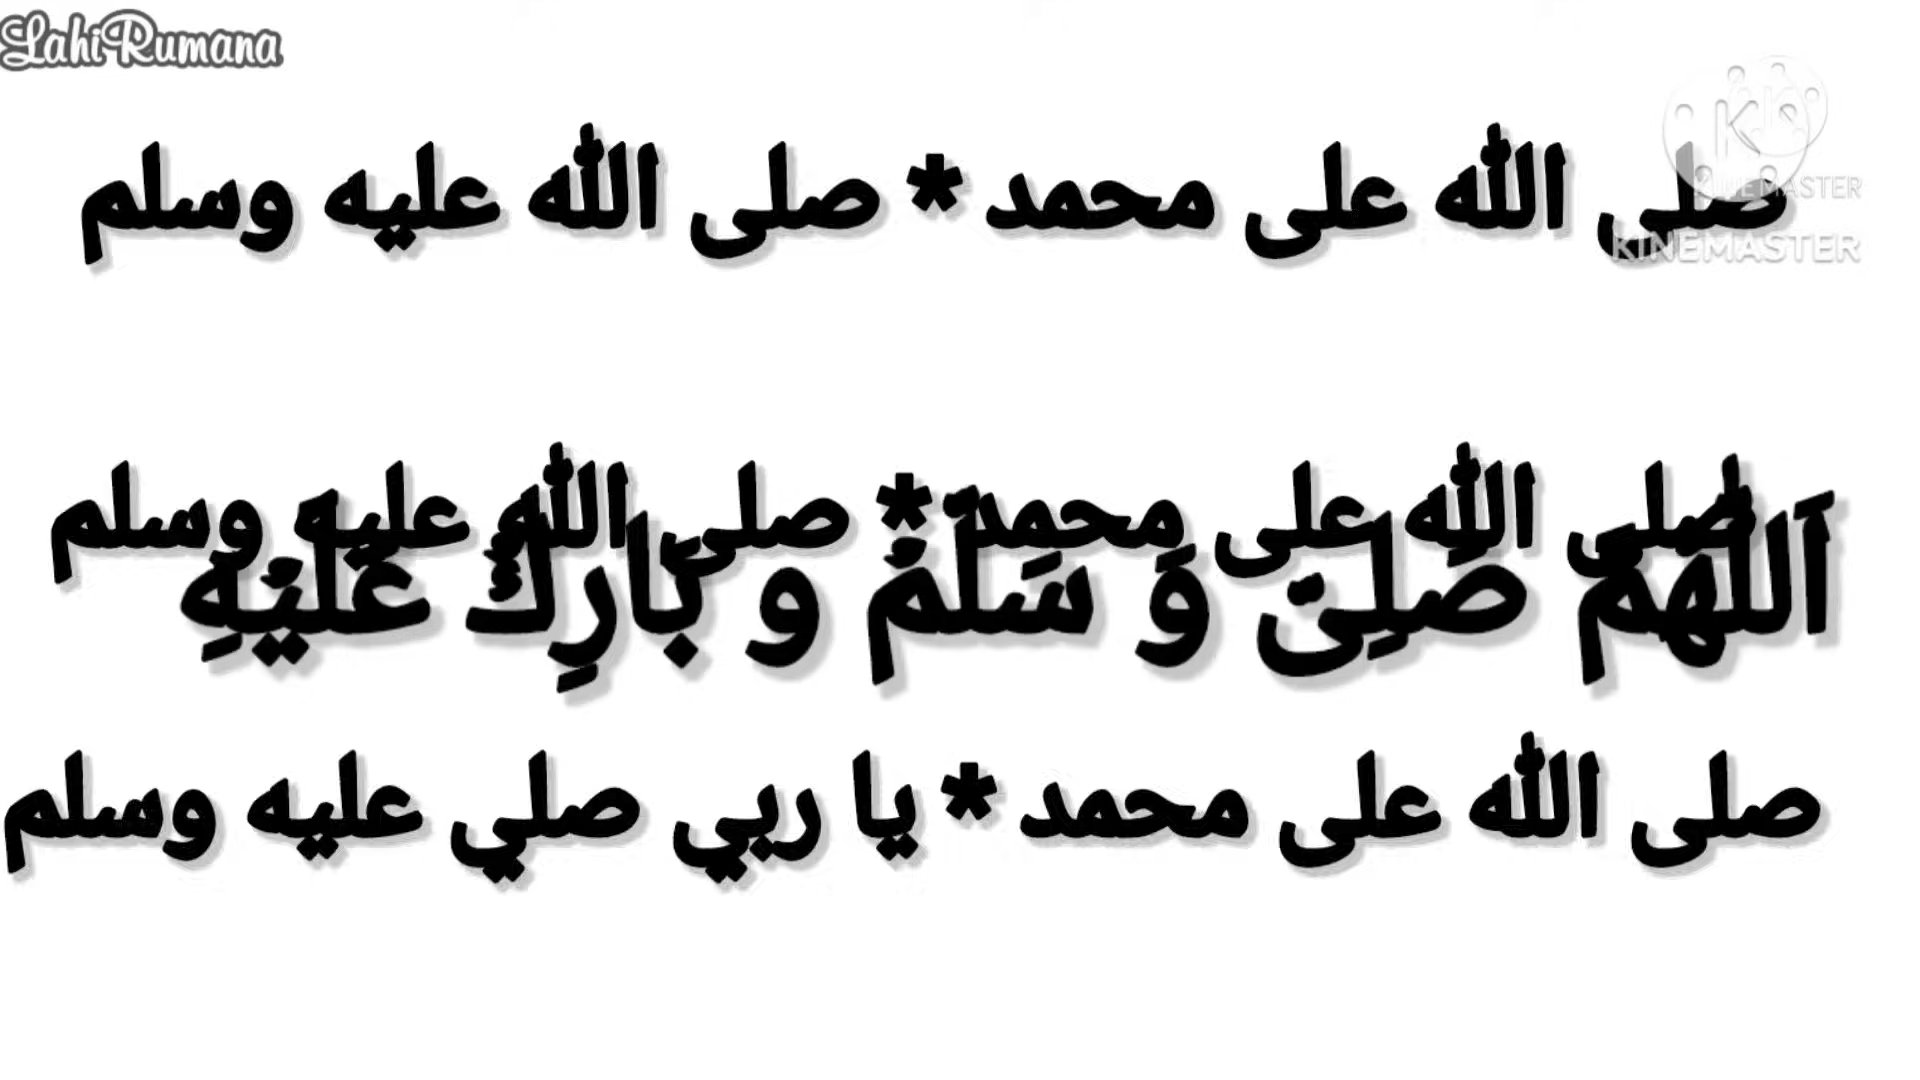 LahiRumana
KINEMASTER
صلى الله على محمد * صلى الله عليه وسلم
KINEMASTER
صلى الله على محمد * صلى الله عليه وسلم
اَللّٰهُمَّ صَلِّىْ وَ سَلِّمْ و بَارِكْ عَلَيْهِ
صلى الله على محمد * يا ربي صلي عليه وسلم